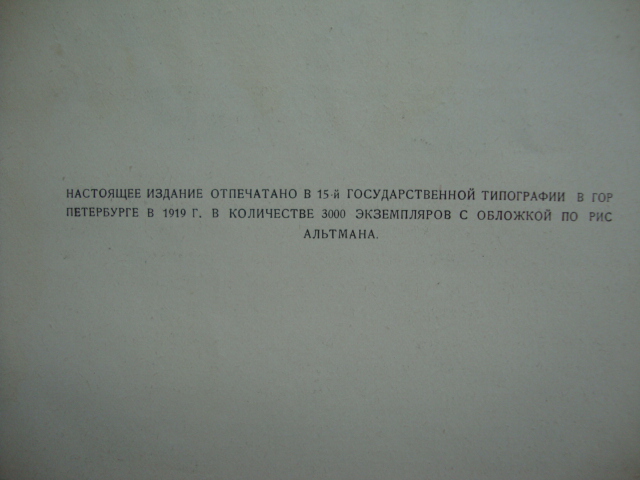 НАСТОЯЩЕЕ ИЗДАНИЕ ОТПЕЧАТАНО В 15-й ГОСУДАРСТВЕННОЙ ТИПОГРАФИИ В ГОР
ПЕТЕРБУРГЕ В 1919 Г. В КОЛИЧЕСТВЕ 3000 ЭКЗЕМПЛЯРОВ С ОБЛОЖКОЙ ПО РИС
АЛЬТМАНА.